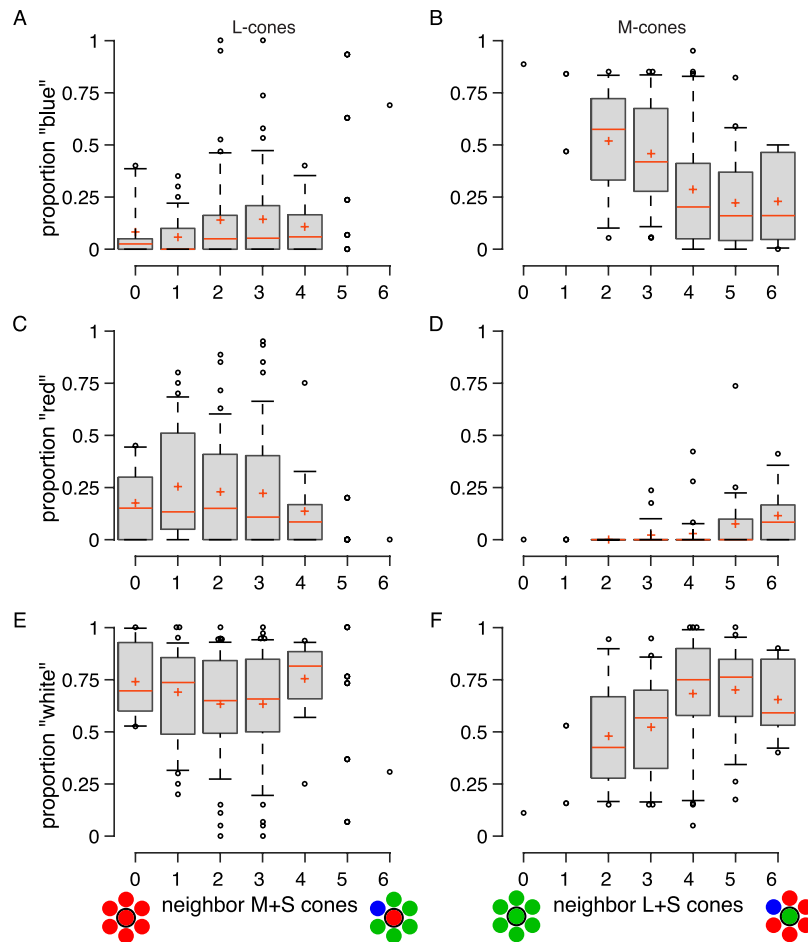 A L-cones B M-cones
1 1
0.75 0.75
0.5 0.5
0.25 0.25
0 0
proportion "blue"
0 1 2 3 4 5 6 0 1 2 3 4 5 6
C D
1 1
0.75 0.75
0.5 0.5
0.25 0.25
0 0
proportion "red"
0 1 2 3 4 5 6 0 1 2 3 4 5 6
E F
1 1
0.75 0.75
0.5 0.5
0.25 0.25
0 0
proportion "white"
0 1 2 3 4 5 6 0 1 2 3 4 5 6
neighbor M+S cones neighbor L+S cones